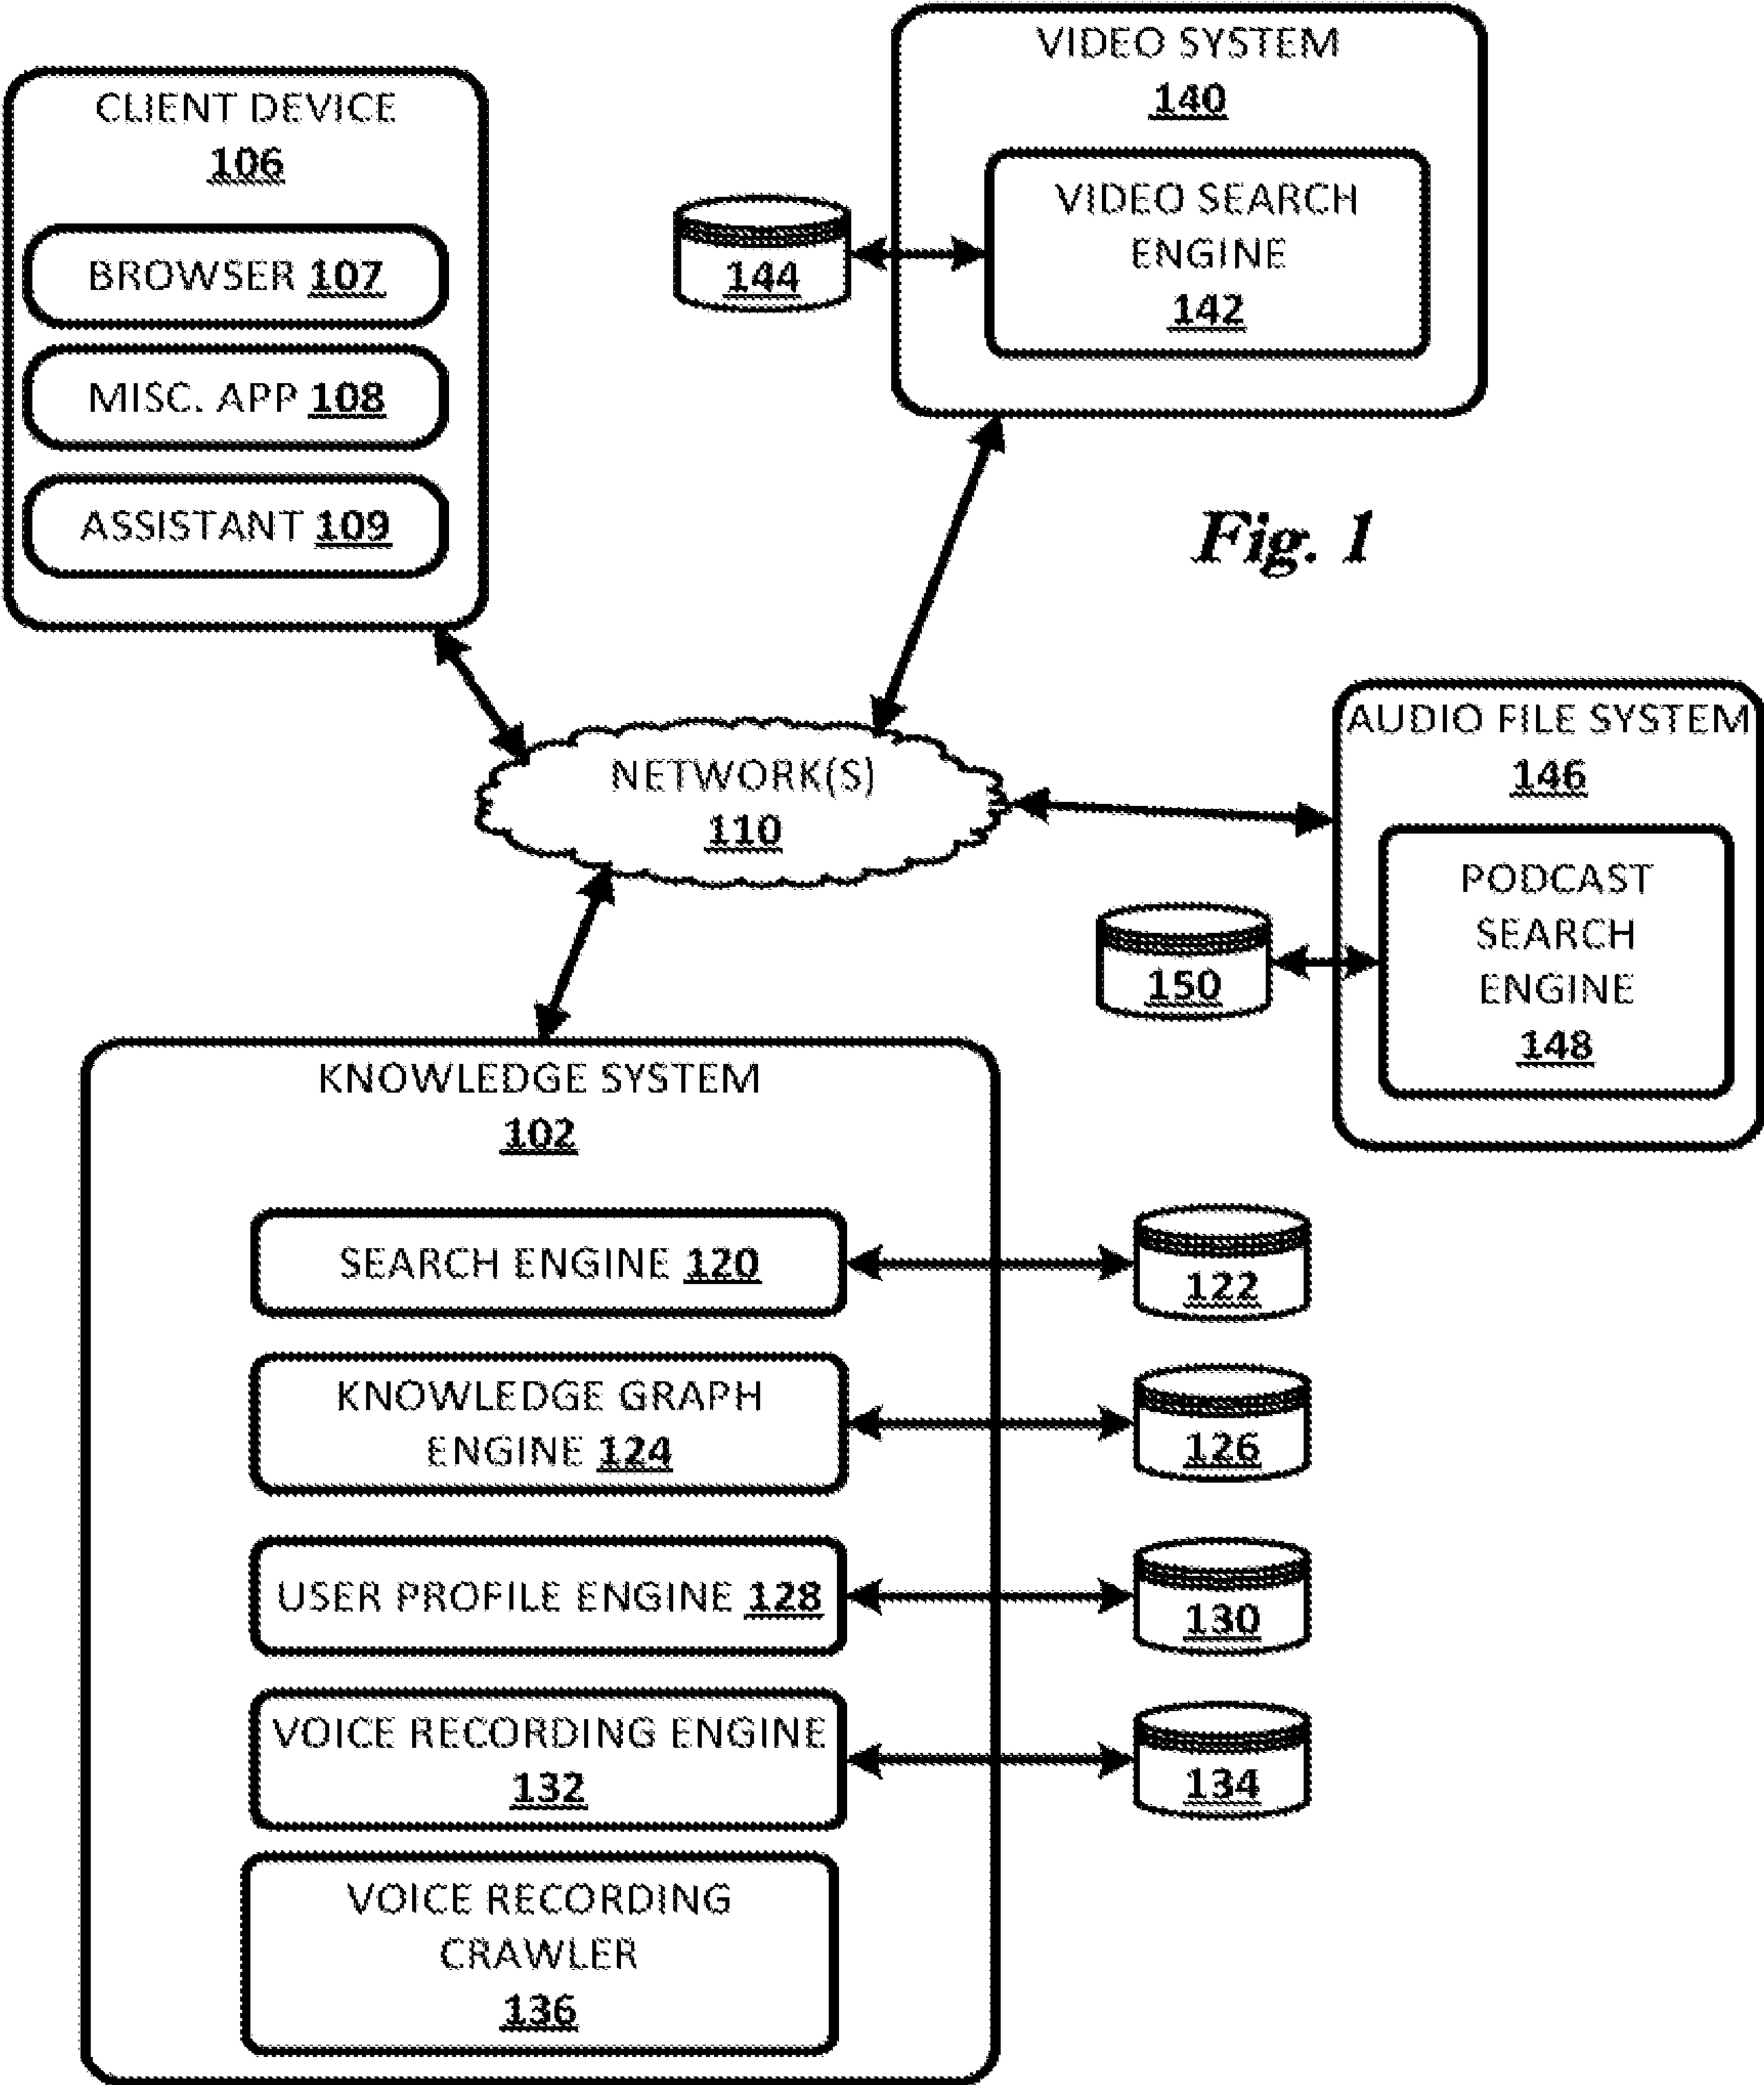 CLIENT DEVICE
106
BROWSER 107
MISC. APP 108
ASSISTANT 109
VIDEO SYSTEM
140
VIDEO SEARCH
ENGINE
142
144
Fig. 1
NETWORK(S)
110
AUDIO FILE SYSTEM
146
PODCAST
SEARCH
ENGINE
148
150
KNOWLEDGE SYSTEM
102
SEARCH ENGINE 120
122
KNOWLEDGE GRAPH
ENGINE 124
126
USER PROFILE ENGINE 128
130
VOICE RECORDING ENGINE
132
134
VOICE RECORDING
CRAWLER
136